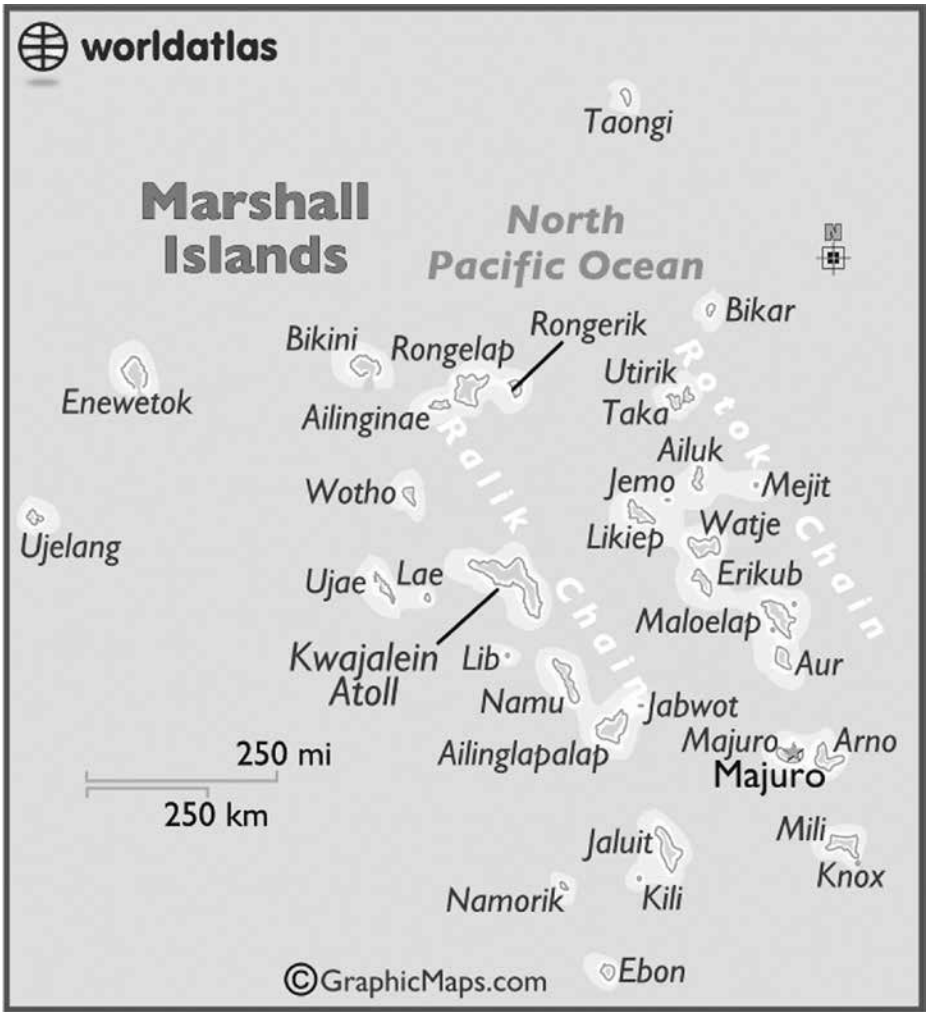 worldatlas
Taongi
Marshall
Islands
North
Pacific Ocean
N
Bikar
Rongerik
Bikini
Rongelap
Utirik
Enewetok
Ailinginae
Taka
Rotok Chain
Ralik Chain
Ailuk
Jemo
Mejit
Wotho
Likiep
Watje
Ujelang
Erikub
Ujae
Lae
Maloelap
Kwajalein
Atoll
Lib
Aur
Namu
Jabwot
Ailinglapalap
Majuro
Arno
Majuro
250 mi
250 km
Jaluit
Mili
Knox
Namorik
Kili
Ebon
©GraphicMaps.com